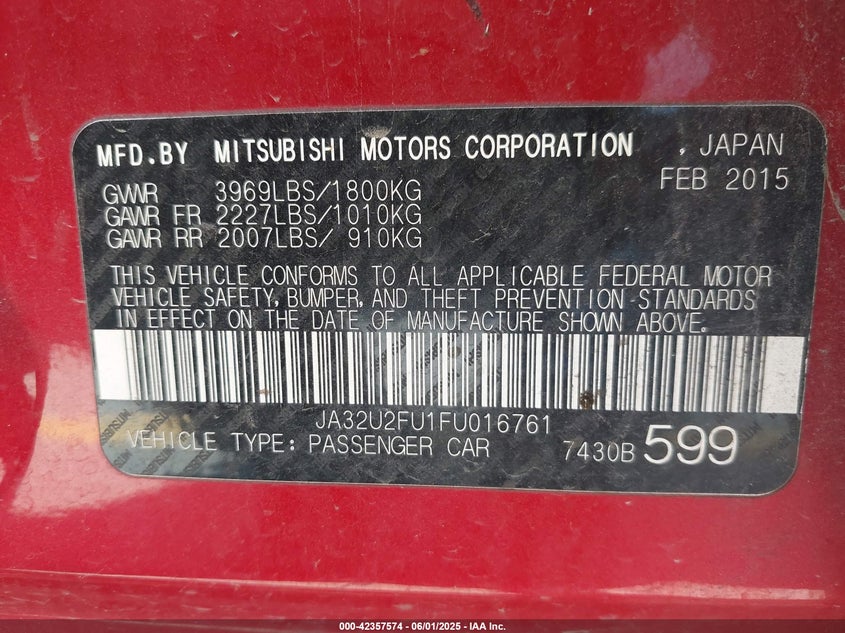 MFD.BY MITSUBISHI MOTORS CORPORATION , JAPAN
FEB 2015
GVWR 3969LBS/1800KG
GAWR FR 2227LBS/1010KG
GAWR RR 2007LBS/ 910KG
THIS VEHICLE CONFORMS TO ALL APPLICABLE FEDERAL MOTOR
VEHICLE SAFETY, BUMPER, AND THEFT PREVENTION STANDARDS
IN EFFECT ON THE DATE OF MANUFACTURE SHOWN ABOVE.
JA32U2FU1FU016761
VEHICLE TYPE: PASSENGER CAR 7430B 599
000-42357574 | 06/01/2025 - IAA Inc.